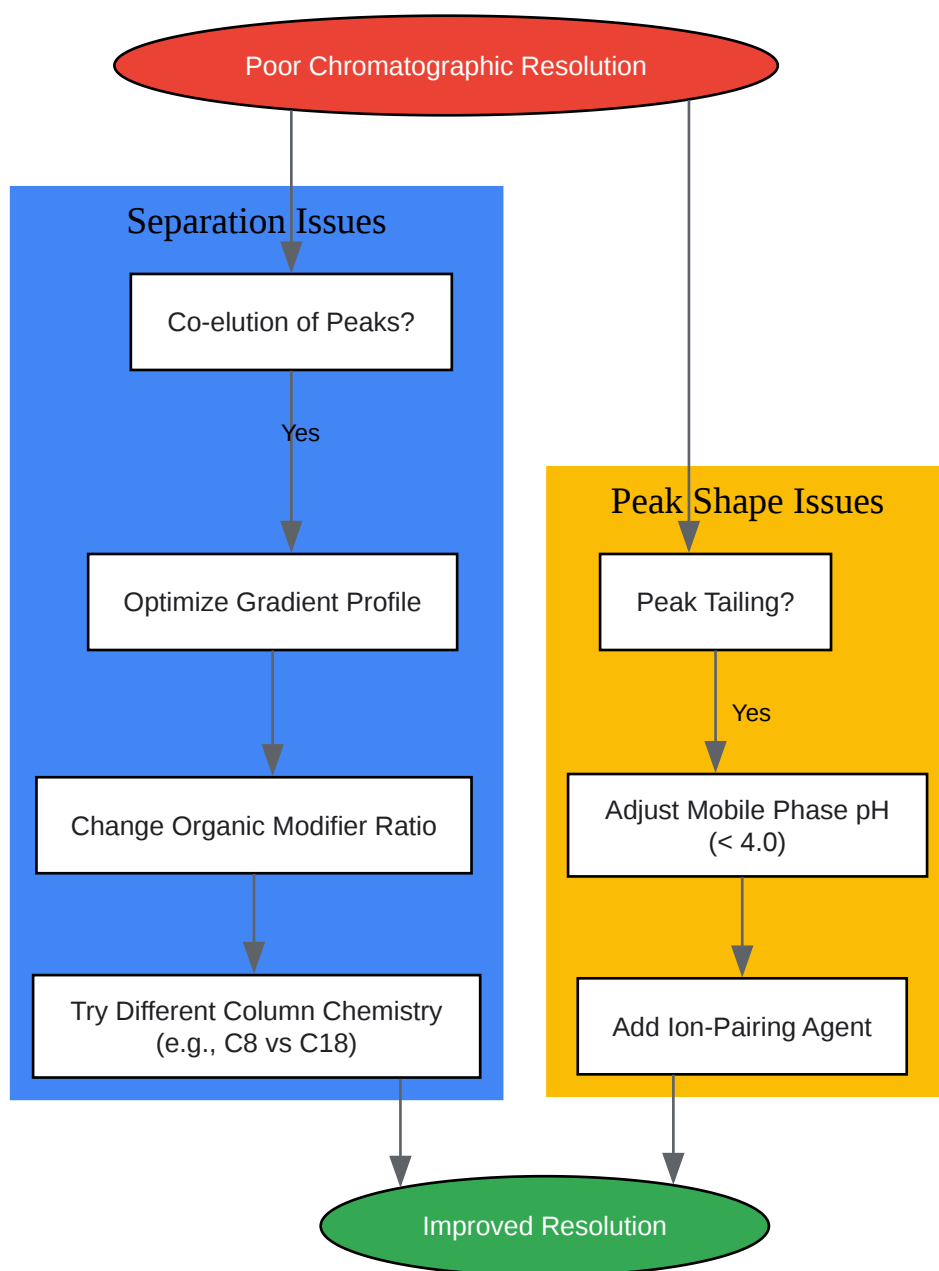 Poor Chromatographic Resolution
Separation Issues
Co-elution of Peaks?
Yes
Optimize Gradient Profile
Change Organic Modifier Ratio
Try Different Column Chemistry
(e.g., C8 vs C18)
Peak Shape Issues
Peak Tailing?
Yes
Adjust Mobile Phase pH
(< 4.0)
Add Ion-Pairing Agent
Improved Resolution